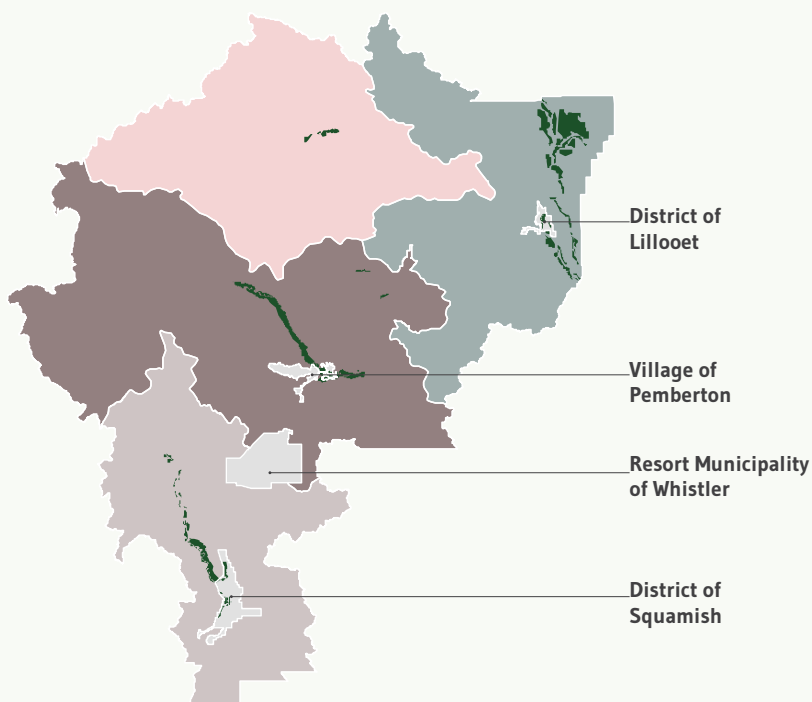 District of
Lillooet
Village of
Pemberton
Resort Municipality
of Whistler
District of
Squamish